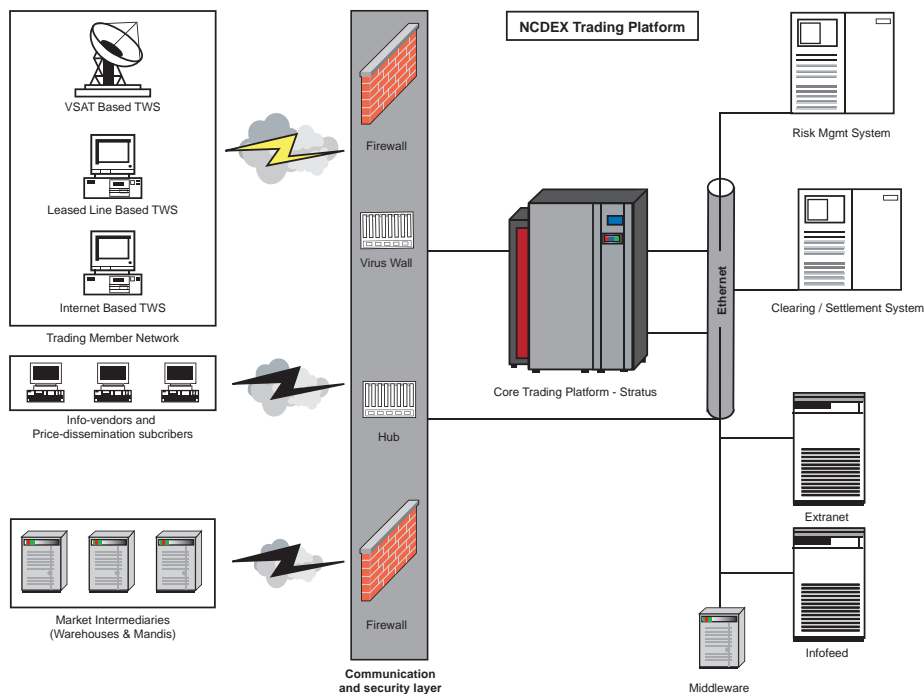 NCDEX Trading Platform
VSAT Based TWS
Leased Line Based TWS
Internet Based TWS
Trading Member Network
Info-vendors and
Price-dissemination subcribers
Market Intermediaries
(Warehouses & Mandis)
Firewall
Virus Wall
Hub
Firewall
Communication
and security layer
Core Trading Platform - Stratus
Ethernet
Risk Mgmt System
Clearing / Settlement System
Extranet
Infofeed
Middleware